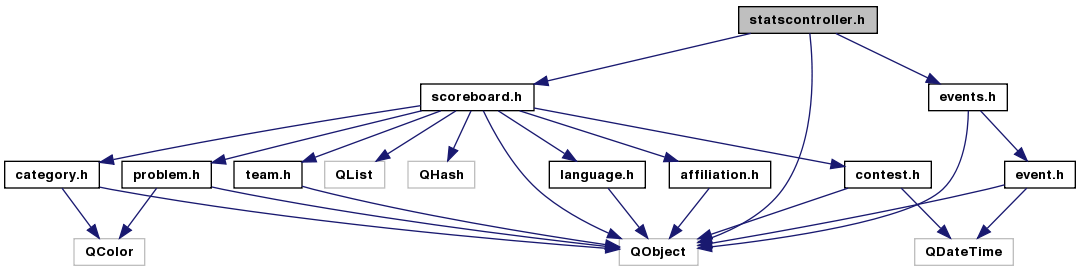 statscontroller.h
scoreboard.h
events.h
category.h
problem.h
team.h
QList
QHash
language.h
affiliation.h
contest.h
event.h
QColor
QObject
QDateTime